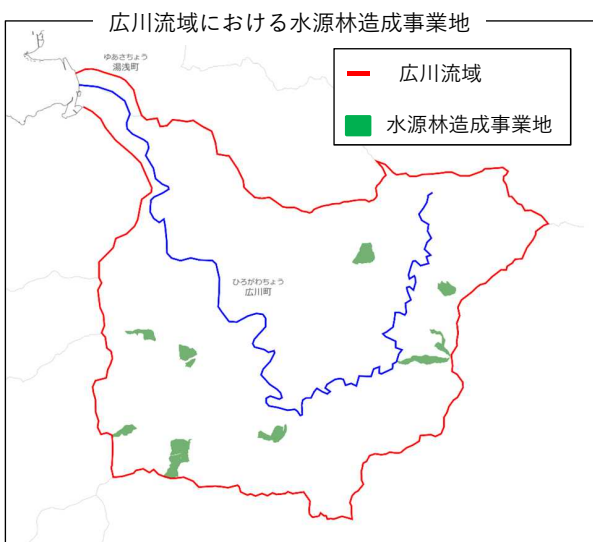 広川流域における水源林造成事業地
ゆあさちょう
湯浅町
広川流域
水源林造成事業地
ひろがわちょう
広川町